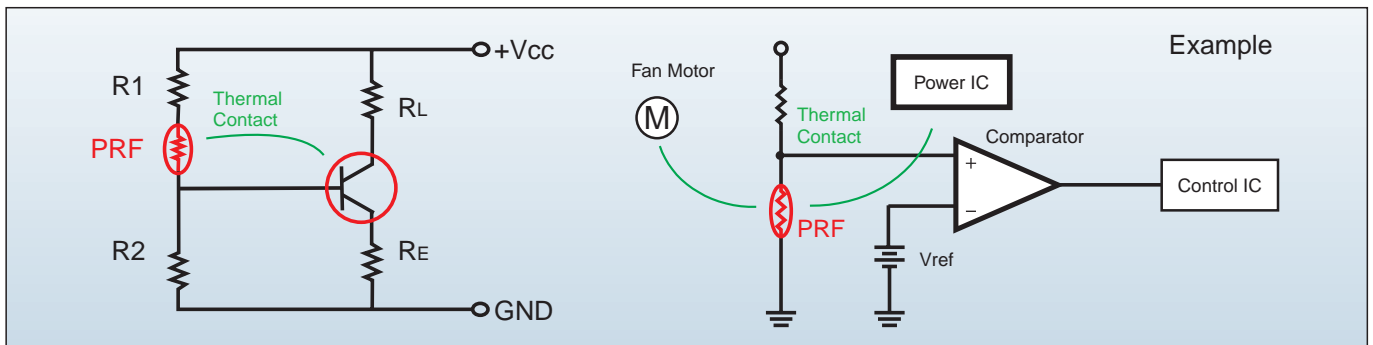 +Vcc
R1
RL
Thermal
Contact
PRF
R2
RE
GND
Example
Fan Motor
M
Power IC
Thermal
Contact
Comparator
+
−
Control IC
PRF
Vref